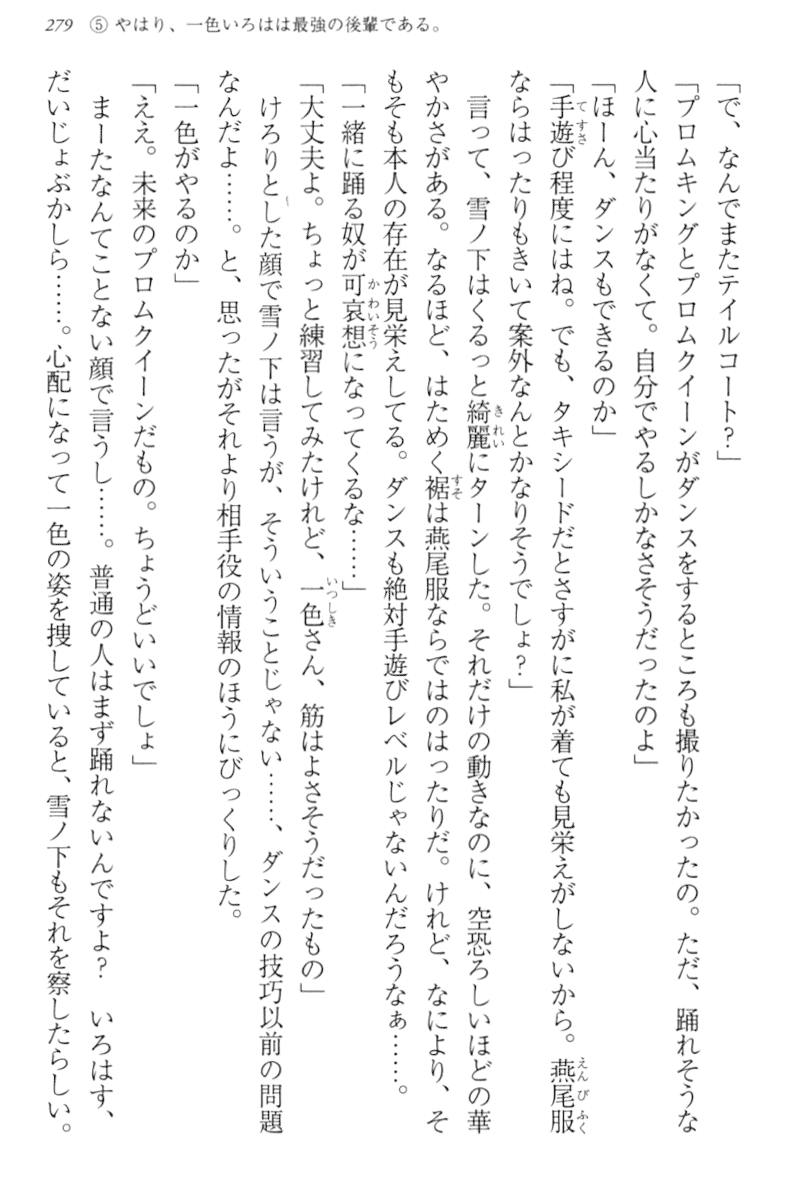 279 ⑤ やはり、一色いろはは最強の後輩である。
「で、なんでまたテイルコート？」
「プロムキングとプロムクイーンがダンスをするところも撮りたかったの。ただ、踊れそうな
人に心当たりがなくて。自分でやるしかなさそうだったのよ」
「ほーん、ダンスもできるのか」
「手遊び程度にはね。でも、タキシードだとさすがに私が着ても見栄えがしないから。燕尾服
ならはったりもきいて案外なんとかなりそうでしょ？」
言って、雪ノ下はくるっと綺麗にターンした。それだけの動きなのに、空恐ろしいほどの華
やかさがある。なるほど、はためく裾は燕尾服ならではのはったりだ。けれど、なにより、そ
もそも本人の存在が見栄えしてる。ダンスも絶対手遊びレベルじゃないんだろうなぁ……。
「一緒に踊る奴が可哀想になってくるな……」
「大丈夫よ。ちょっと練習してみたけれど、一色さん、筋はよさそうだったもの」
けろりとした顔で雪ノ下は言うが、そういうことじゃない……、ダンスの技巧以前の問題
なんだよ……。と、思ったがそれより相手役の情報のほうにびっくりした。
「一色がやるのか」
「ええ。未来のプロムクイーンだもの。ちょうどいいでしょ」
まーたなんてことない顔で言うし……。普通の人はまず踊れないんですよ？　いろはす、
だいじょぶかしら……。心配になって一色の姿を捜していると、雪ノ下もそれを察したらしい。